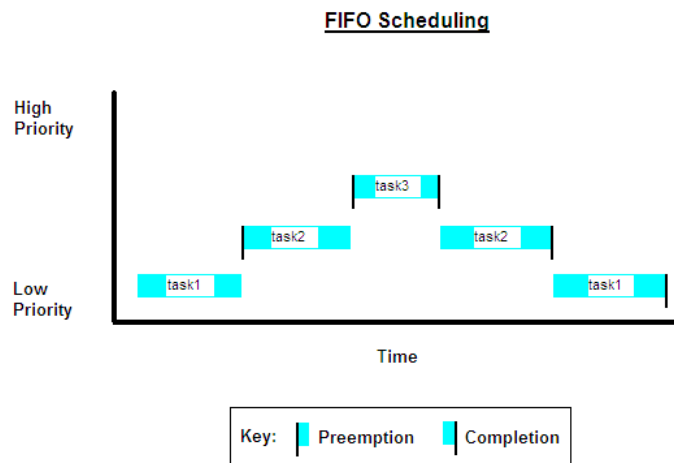 FIFO Scheduling
High
Priority
task3
task2
task2
task1
task1
Low
Priority
Time
Key:
Preemption
Completion